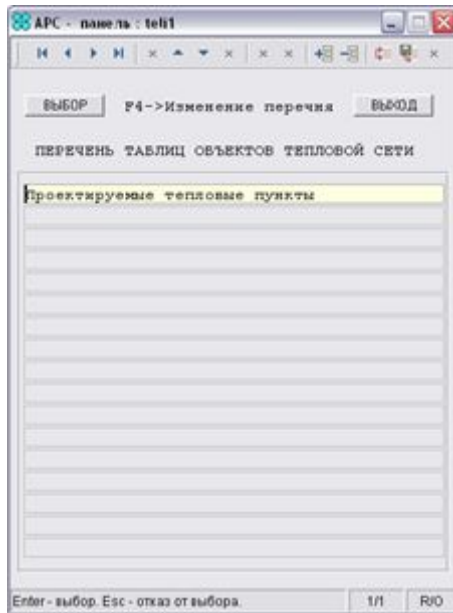 АРС - панель : teli1
ВЫБОР F4->Изменение перечня ВЫХОД
ПЕРЕЧЕНЬ ТАБЛИЦ ОБЪЕКТОВ ТЕПЛОВОЙ СЕТИ
Проектируемые тепловые пункты
Enter - выбор. Esc - отказ от выбора. 1/1 R/O